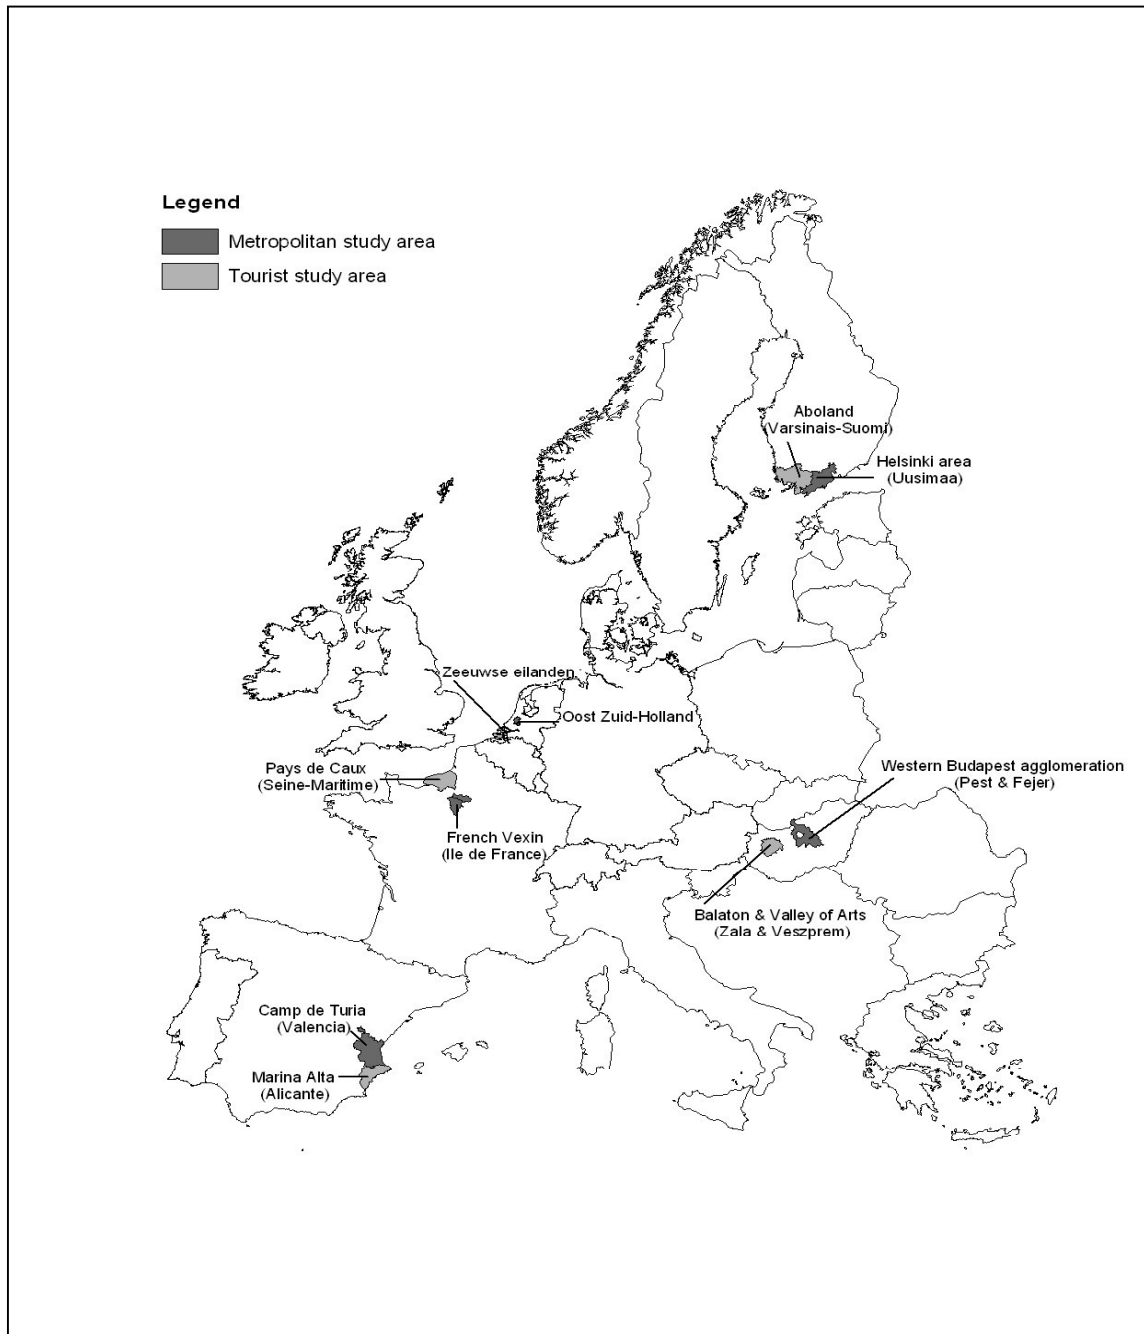 Legend
Metropolitan study area
Tourist study area
Aboland
(Varsinais-Suomi)
Helsinki area
(Uusimaa)
Zeeuwse eilanden
Oost Zuid-Holland
Pays de Caux
(Seine-Maritime)
French Vexin
(Ile de France)
Western Budapest agglomeration
(Pest & Fejer)
Balaton & Valley of Arts
(Zala & Veszprem)
Camp de Turia
(Valencia)
Marina Alta
(Alicante)